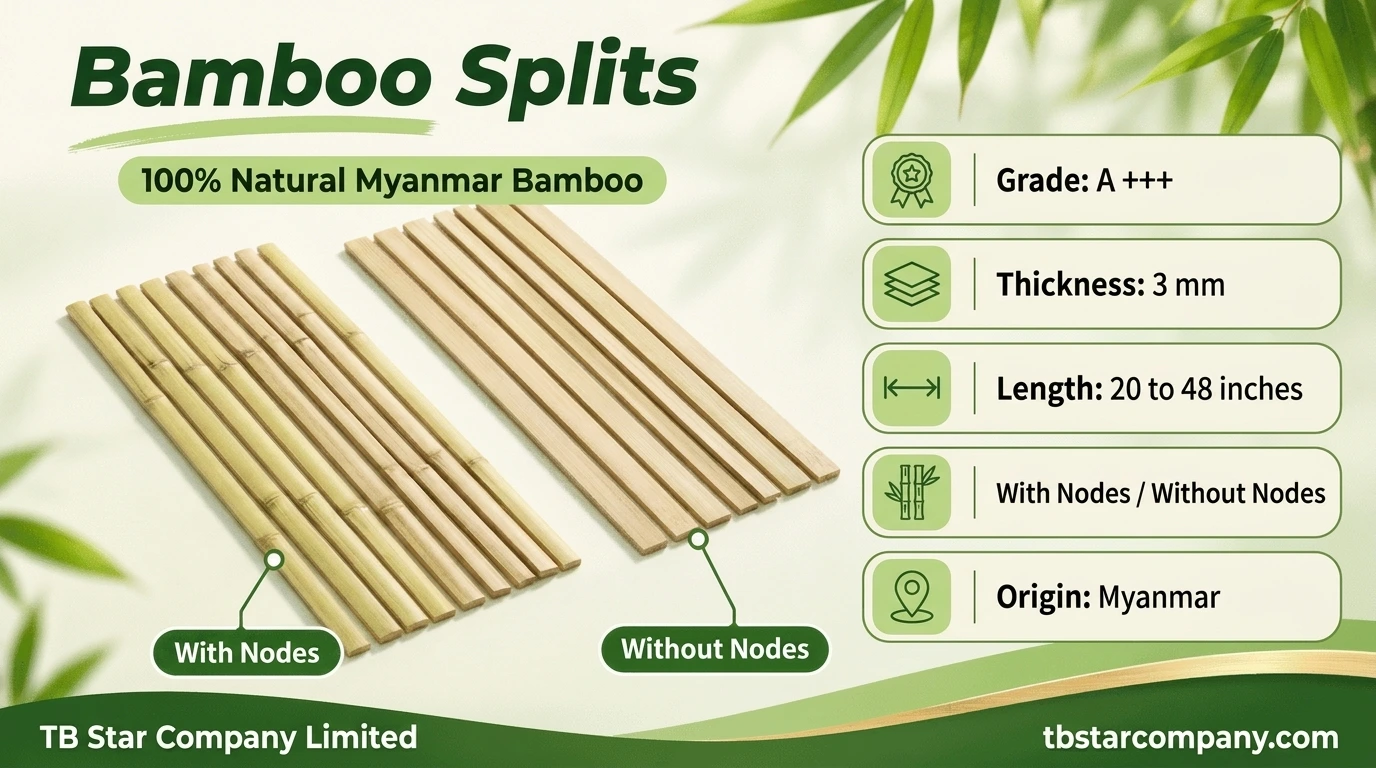 Bamboo Splits
100% Natural Myanmar Bamboo
Grade: A +++
Thickness: 3 mm
Length: 20 to 48 inches
With Nodes / Without Nodes
Origin: Myanmar
With Nodes
Without Nodes
TB Star Company Limited
tbstarcompany.com